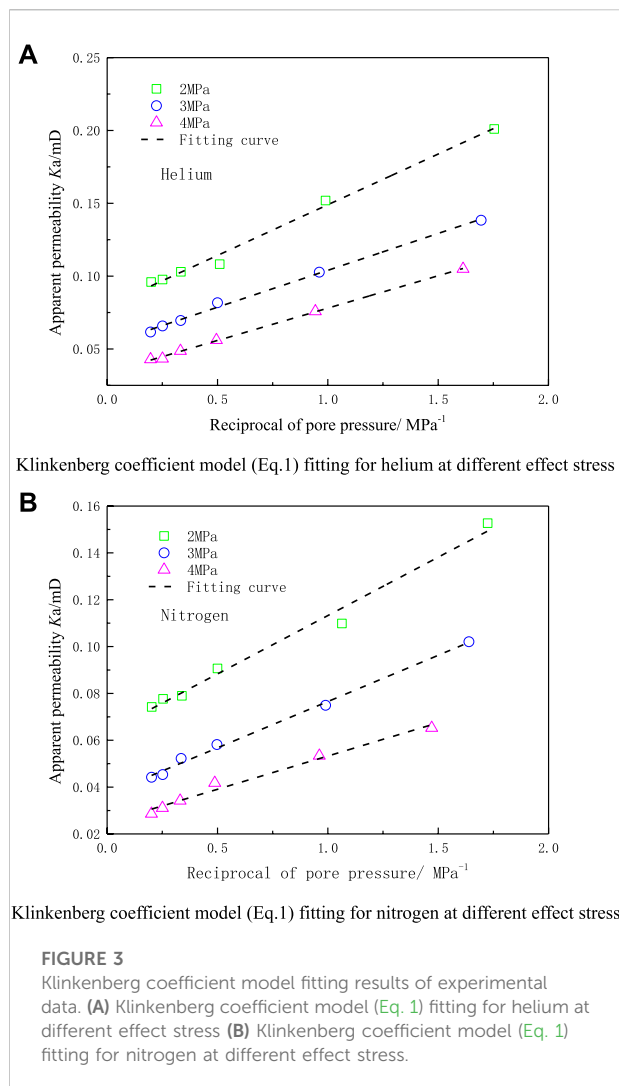 A
0.25
0.20
0.15
0.10
0.05
Apparent permeability Ka/mD
2MPa
3MPa
4MPa
Fitting curve
Helium
0.0 0.5 1.0 1.5 2.0
Reciprocal of pore pressure/ MPa⁻¹
Klinkenberg coefficient model (Eq.1) fitting for helium at different effect stress
B
0.16
0.14
0.12
0.10
0.08
0.06
0.04
0.02
Apparent permeability Ka/mD
2MPa
3MPa
4MPa
Fitting curve
Nitrogen
0.0 0.5 1.0 1.5 2.0
Reciprocal of pore pressure/ MPa⁻¹
Klinkenberg coefficient model (Eq.1) fitting for nitrogen at different effect stress
FIGURE 3
Klinkenberg coefficient model fitting results of experimental
data. (A) Klinkenberg coefficient model (Eq. 1) fitting for helium at
different effect stress (B) Klinkenberg coefficient model (Eq. 1)
fitting for nitrogen at different effect stress.